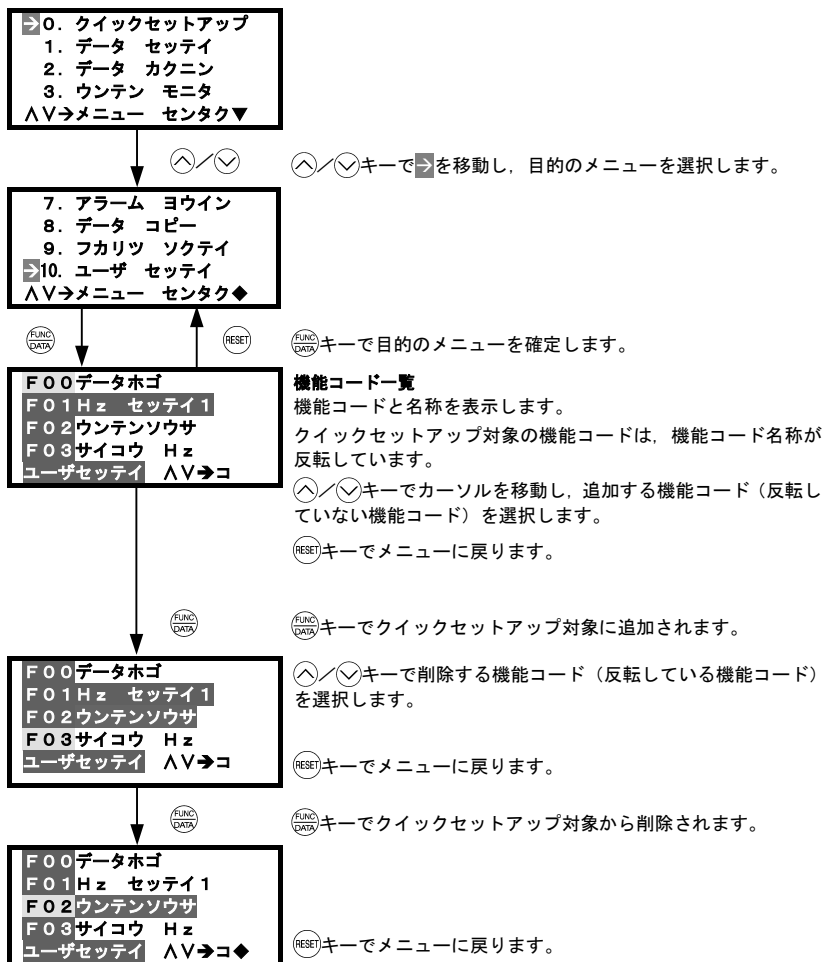 →0. クイックセットアップ
1. データ セッテイ
2. データ カクニン
3. ウンテン モニタ
∧∨→メニュー センタク▼
∧／∨
∧／∨キーで→を移動し，目的のメニューを選択します。
7. アラーム ヨウイン
8. データ コピー
9. フカリツ ソクテイ
→10. ユーザ セッテイ
∧∨→メニュー センタク◆
FUNC DATA
RESET
FUNC DATAキーで目的のメニューを確定します。
F00データホゴ
F01Hz セッテイ1
F02ウンテンソウサ
F03サイコウ Hz
ユーザセッテイ ∧∨→コ
機能コード一覧
機能コードと名称を表示します。
クイックセットアップ対象の機能コードは，機能コード名称が
反転しています。
∧／∨キーでカーソルを移動し，追加する機能コード（反転し
ていない機能コード）を選択します。
RESETキーでメニューに戻ります。
FUNC DATA
FUNC DATAキーでクイックセットアップ対象に追加されます。
F00データホゴ
F01Hz セッテイ1
F02ウンテンソウサ
F03サイコウ Hz
ユーザセッテイ ∧∨→コ
∧／∨キーで削除する機能コード（反転している機能コード）
を選択します。
RESETキーでメニューに戻ります。
FUNC DATA
FUNC DATAキーでクイックセットアップ対象から削除されます。
F00データホゴ
F01Hz セッテイ1
F02ウンテンソウサ
F03サイコウ Hz
ユーザセッテイ ∧∨→コ◆
RESETキーでメニューに戻ります。